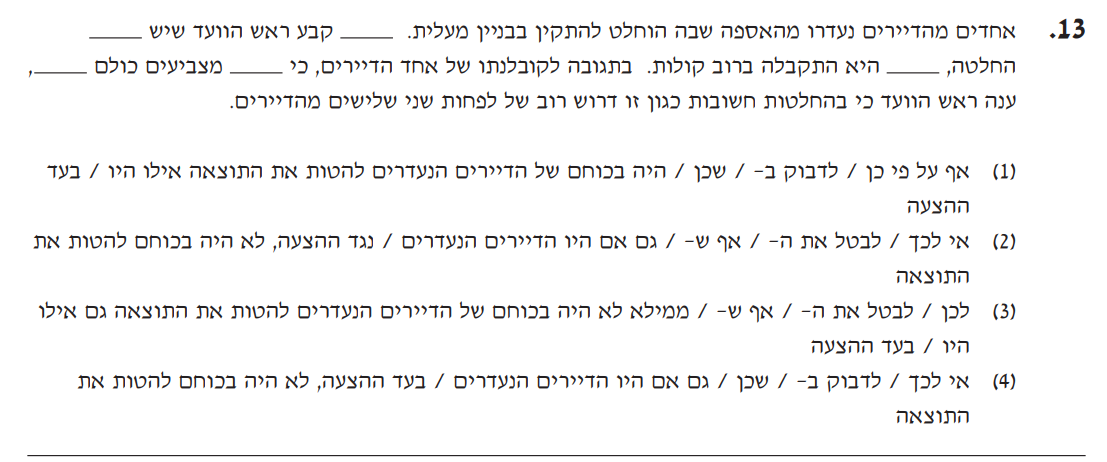 13. אחדים מהדיירים נעדרו מהאספה שבה הוחלט להתקין בבניין מעלית. _____ קבע ראש הוועד שיש _____
החלטה, _____ היא התקבלה ברוב קולות. בתגובה לקובלנתו של אחד הדיירים, כי _____ מצביעים כולם _____,
ענה ראש הוועד כי בהחלטות חשובות כגון זו דרוש רוב של לפחות שני שלישים מהדיירים.
(1) אף על פי כן / לדבוק ב- / שכן / היה בכוחם של הדיירים הנעדרים להטות את התוצאה אילו היו / בעד
ההצעה
(2) אי לכך / לבטל את ה- / אף ש- / גם אם היו הדיירים הנעדרים / נגד ההצעה, לא היה בכוחם להטות את
התוצאה
(3) לכן / לבטל את ה- / אף ש- / ממילא לא היה בכוחם של הדיירים הנעדרים להטות את התוצאה גם אילו
היו / בעד ההצעה
(4) אי לכך / לדבוק ב- / שכן / גם אם היו הדיירים הנעדרים / בעד ההצעה, לא היה בכוחם להטות את
התוצאה